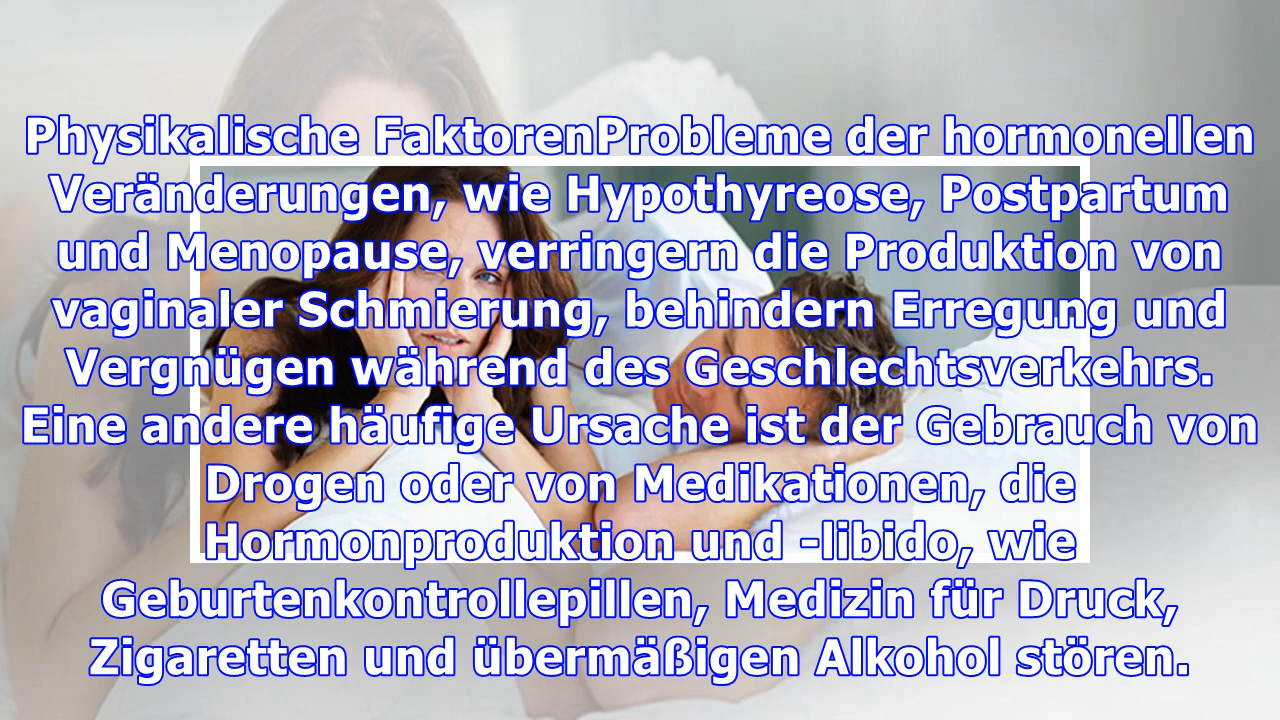 Physikalische FaktorenProbleme der hormonellen
Veränderungen, wie Hypothyreose, Postpartum
und Menopause, verringern die Produktion von
vaginaler Schmierung, behindern Erregung und
Vergnügen während des Geschlechtsverkehrs.
Eine andere häufige Ursache ist der Gebrauch von
Drogen oder von Medikationen, die
Hormonproduktion und -libido, wie
Geburtenkontrollepillen, Medizin für Druck,
Zigaretten und übermäßigen Alkohol stören.